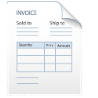 INVOICE
Sold to Ship to
Quantity Price Amount